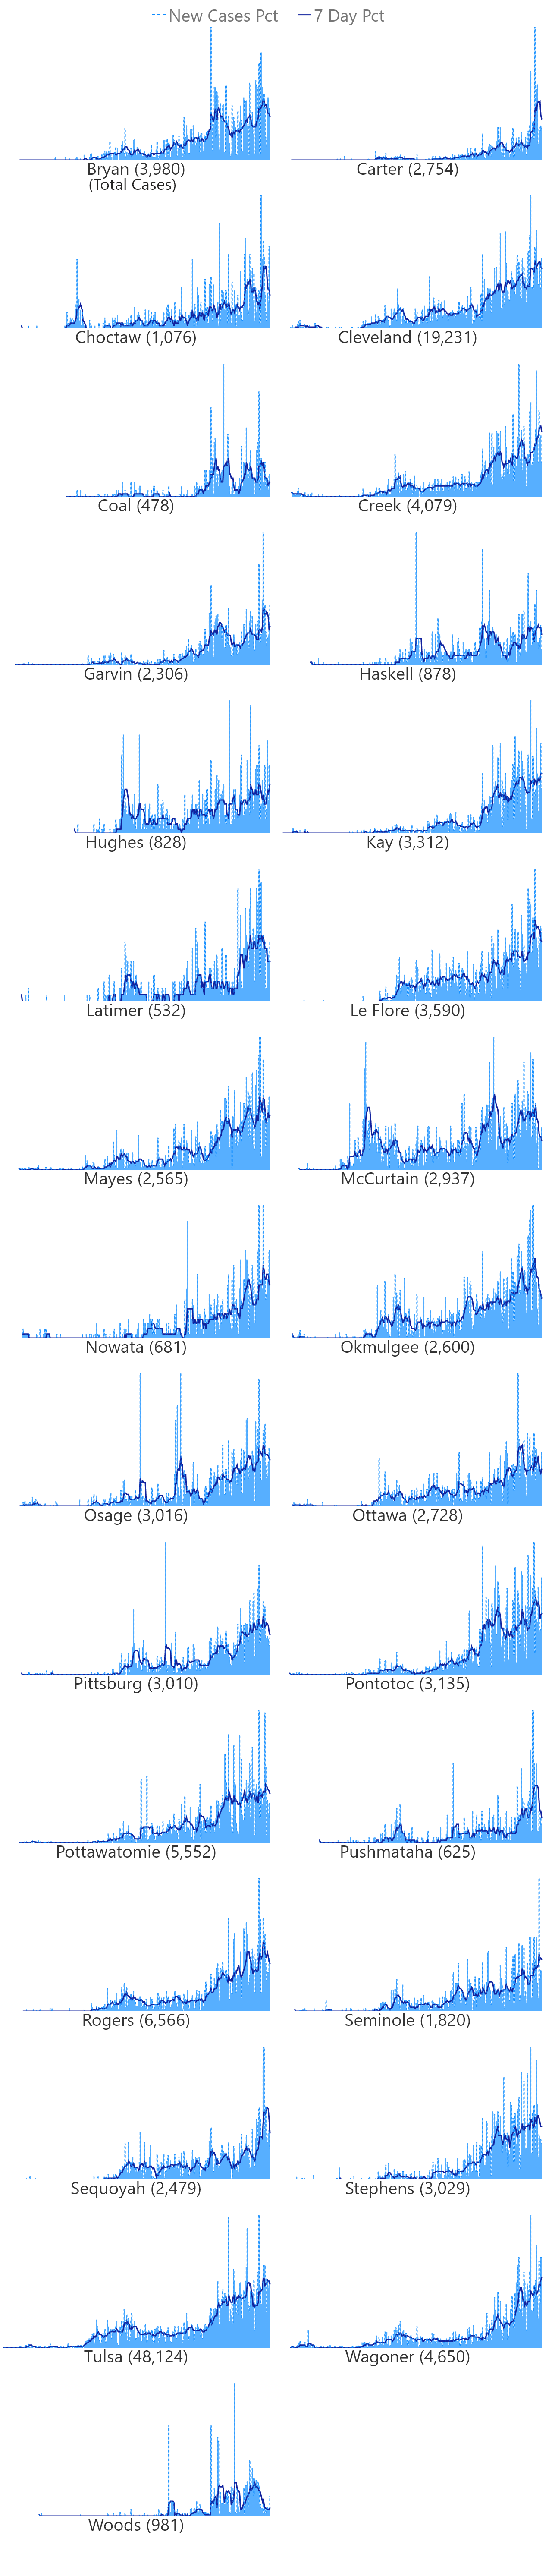 New Cases Pct 7 Day Pct
Bryan (3,980)
(Total Cases)
Carter (2,754)
Choctaw (1,076)
Cleveland (19,231)
Coal (478)
Creek (4,079)
Garvin (2,306)
Haskell (878)
Hughes (828)
Kay (3,312)
Latimer (532)
Le Flore (3,590)
Mayes (2,565)
McCurtain (2,937)
Nowata (681)
Okmulgee (2,600)
Osage (3,016)
Ottawa (2,728)
Pittsburg (3,010)
Pontotoc (3,135)
Pottawatomie (5,552)
Pushmataha (625)
Rogers (6,566)
Seminole (1,820)
Sequoyah (2,479)
Stephens (3,029)
Tulsa (48,124)
Wagoner (4,650)
Woods (981)